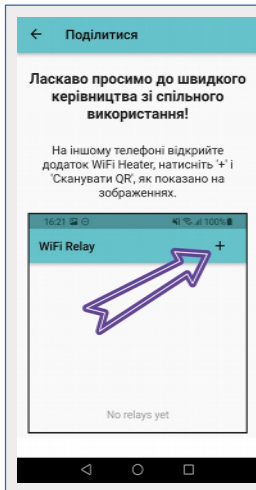 Поділитися
Ласкаво просимо до швидкого
керівництва зі спільного
використання!
На іншому телефоні відкрийте
додаток WiFi Heater, натисніть '+' і
'Сканувати QR', як показано на
зображеннях.
16:21 100%
WiFi Relay +
No relays yet